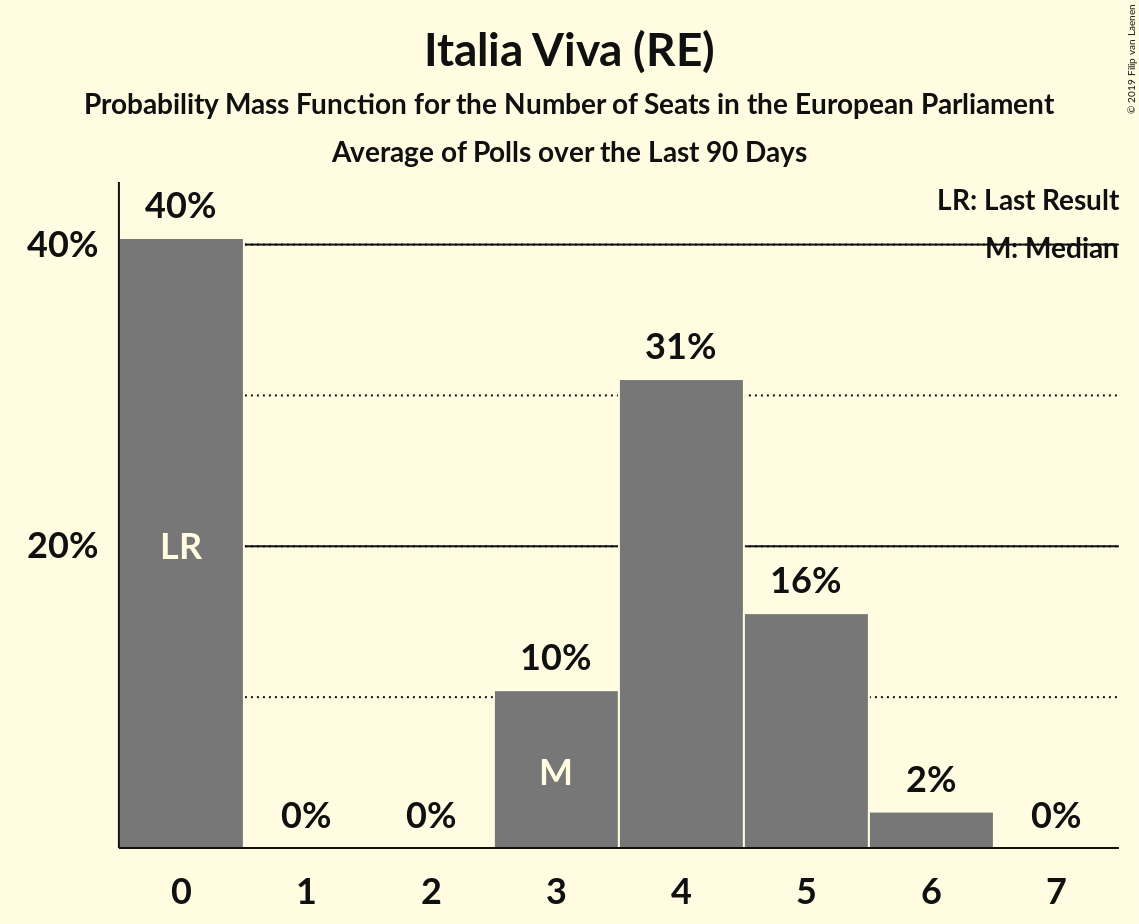 Italia Viva (RE)
Probability Mass Function for the Number of Seats in the European Parliament
Average of Polls over the Last 90 Days
© 2019 Filip van Laenen
LR: Last Result
M: Median
40%
20%
40%
0%
0%
10%
31%
16%
2%
0%
LR
M
0 1 2 3 4 5 6 7